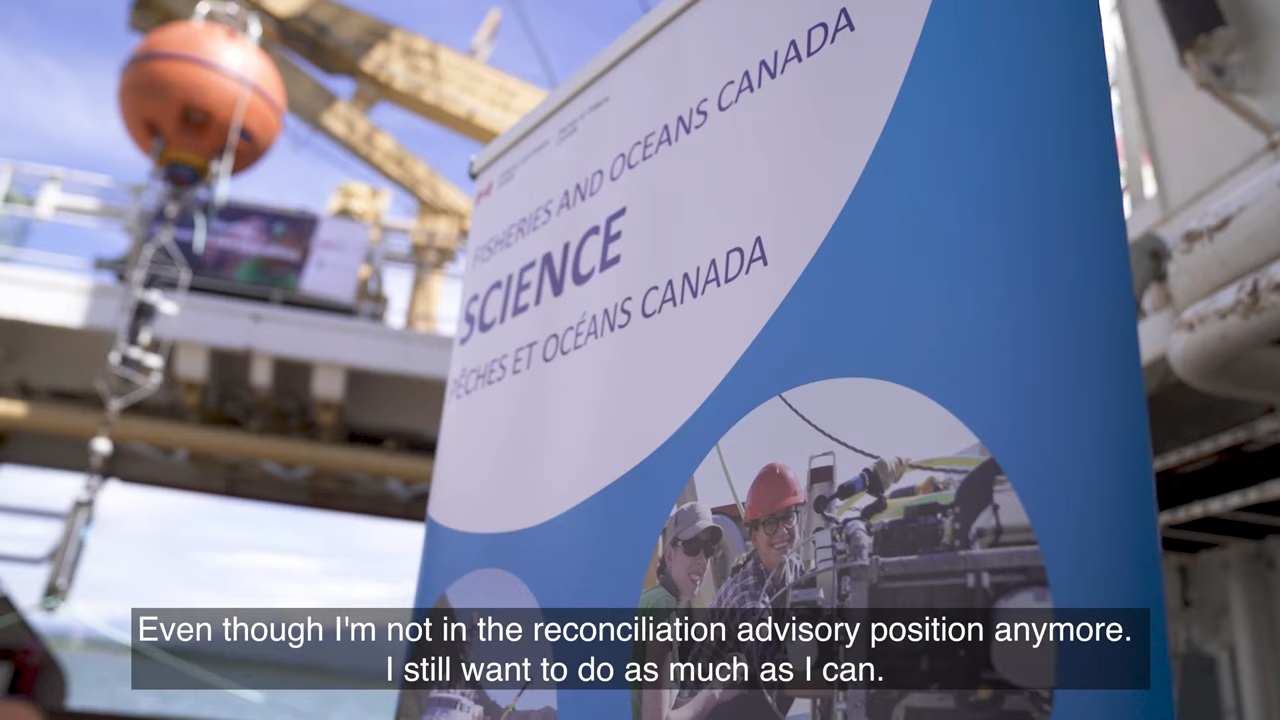 FISHERIES AND OCEANS CANADA
SCIENCE
PÊCHES ET OCÉANS CANADA
Even though I'm not in the reconciliation advisory position anymore.
I still want to do as much as I can.